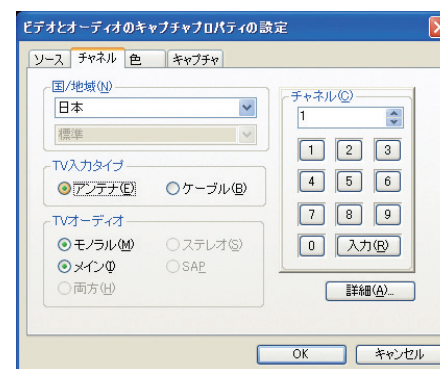 ビデオとオーディオのキャプチャプロパティの設定
ソース チャネル 色 キャプチャ
国/地域(N)
日本
標準
TV入力タイプ
アンテナ(E) ケーブル(B)
TVオーディオ
モノラル(M) ステレオ(S)
メイン(I) SAP
両方(H)
チャネル(C)
1
1 2 3
4 5 6
7 8 9
0 入力(R)
詳細(A)...
OK キャンセル